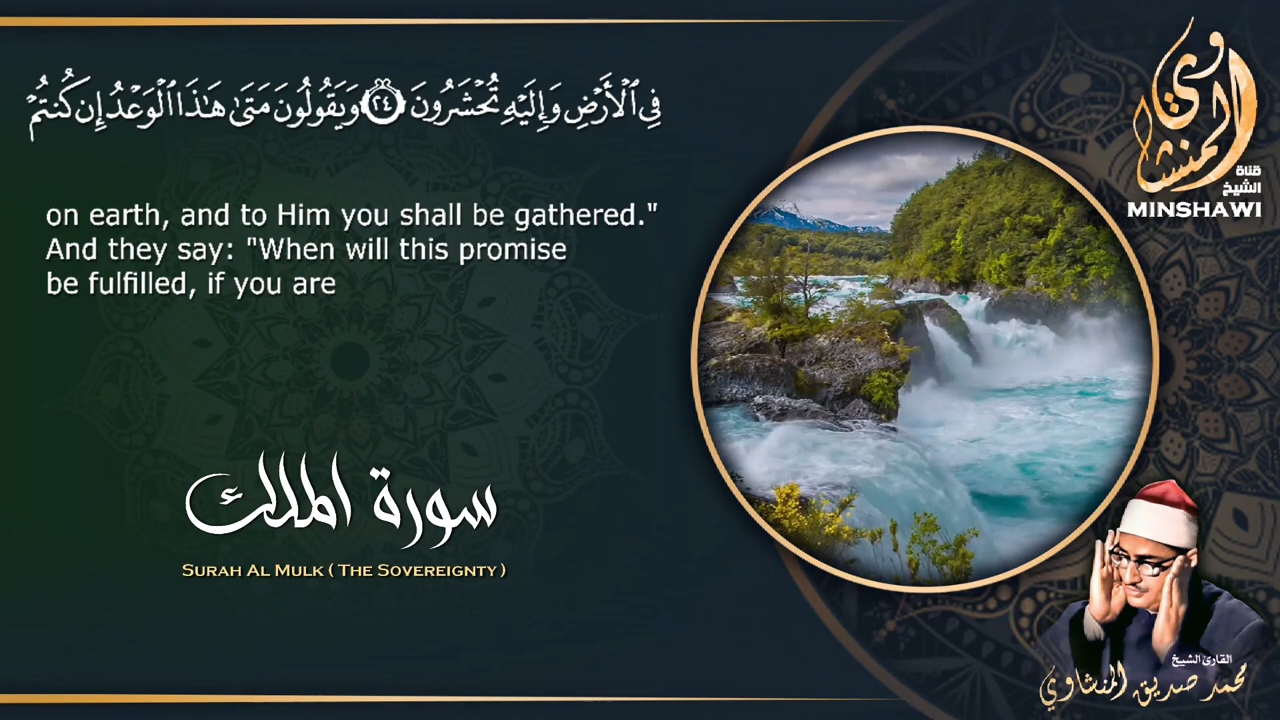 فِي ٱلْأَرْضِ وَإِلَيْهِ تُحْشَرُونَ ٢٤ وَيَقُولُونَ مَتَىٰ هَـٰذَا ٱلْوَعْدُ إِن كُنتُمْ
on earth, and to Him you shall be gathered."
And they say: "When will this promise
be fulfilled, if you are
سورة الملك
SURAH AL MULK ( THE SOVEREIGNTY )
المنشاوي
قناة
الشيخ
MINSHAWI
القارئ الشيخ
محمد صديق المنشاوي